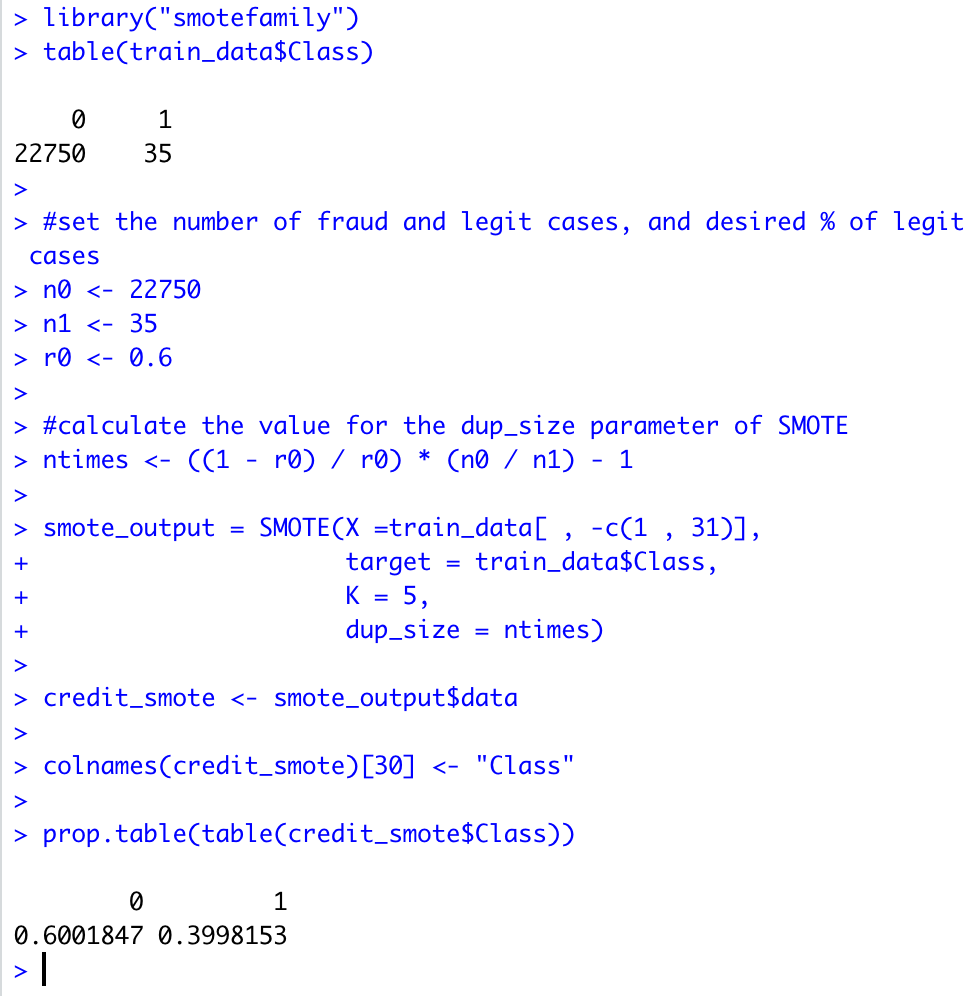 > library("smotefamily")
> table(train_data$Class)
    0     1
22750    35
>
> #set the number of fraud and legit cases, and desired % of legit
 cases
> n0 <- 22750
> n1 <- 35
> r0 <- 0.6
>
> #calculate the value for the dup_size parameter of SMOTE
> ntimes <- ((1 - r0) / r0) * (n0 / n1) - 1
>
> smote_output = SMOTE(X =train_data[ , -c(1 , 31)],
+                      target = train_data$Class,
+                      K = 5,
+                      dup_size = ntimes)
>
> credit_smote <- smote_output$data
>
> colnames(credit_smote)[30] <- "Class"
>
> prop.table(table(credit_smote$Class))
        0         1
0.6001847 0.3998153
>